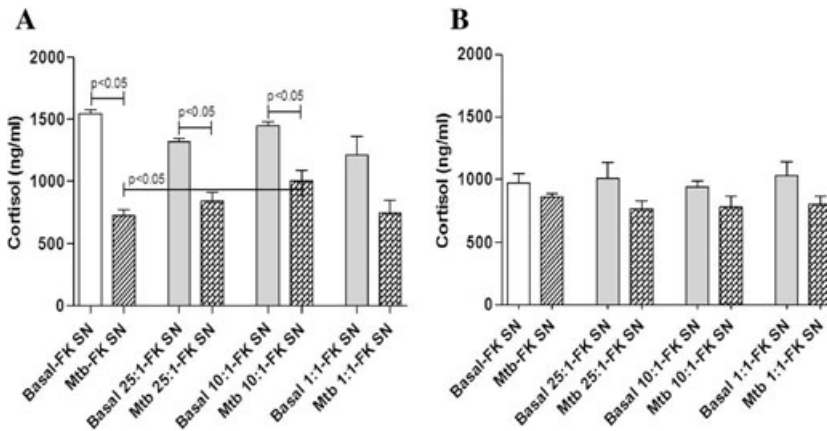 A
Cortisol (ng/ml)
2000
1500
1000
500
0
p<0.05
p<0.05
p<0.05
p<0.05
Basal-FK SN
Mtb-FK SN
Basal 25:1-FK SN
Mtb 25:1-FK SN
Basal 10:1-FK SN
Mtb 10:1-FK SN
Basal 1:1-FK SN
Mtb 1:1-FK SN
B
Cortisol (ng/ml)
2000
1500
1000
500
0
Basal-FK SN
Mtb-FK SN
Basal 25:1-FK SN
Mtb 25:1-FK SN
Basal 10:1-FK SN
Mtb 10:1-FK SN
Basal 1:1-FK SN
Mtb 1:1-FK SN